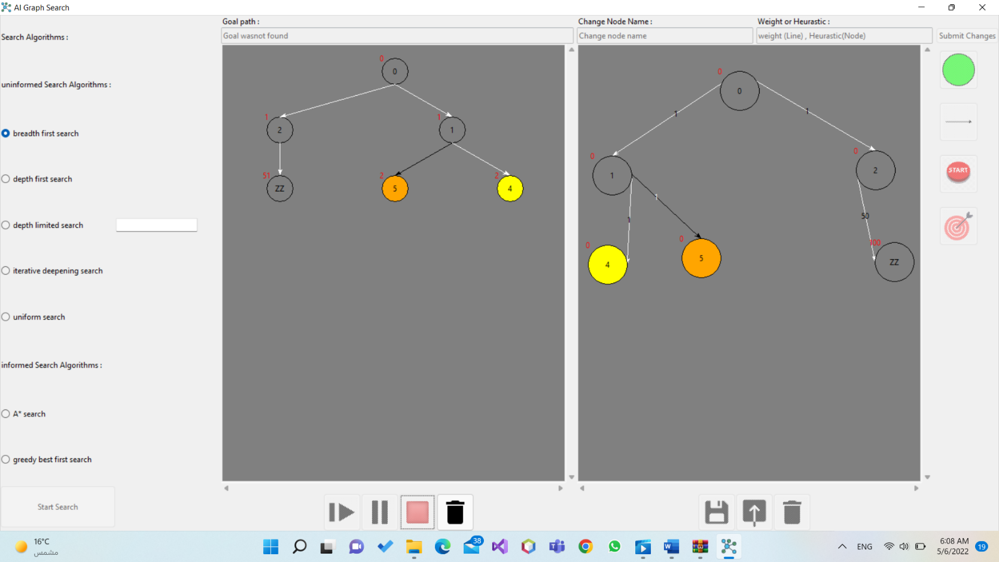 AI Graph Search
Search Algorithms :
uninformed Search Algorithms :
breadth first search
depth first search
depth limited search
iterative deepening search
uniform search
informed Search Algorithms :
A* search
greedy best first search
Start Search
Goal path :
Goal wasnot found
0
0
1
2
1
1
51
ZZ
2
5
2
4
Change Node Name :
Change node name
Weight or Heurastic :
weight (Line) , Heurastic(Node)
Submit Changes
START
0
0
1
1
0
1
0
2
1
1
50
0
4
0
5
100
ZZ
16°C
مشمس
38
ENG
6:08 AM
5/6/2022
19